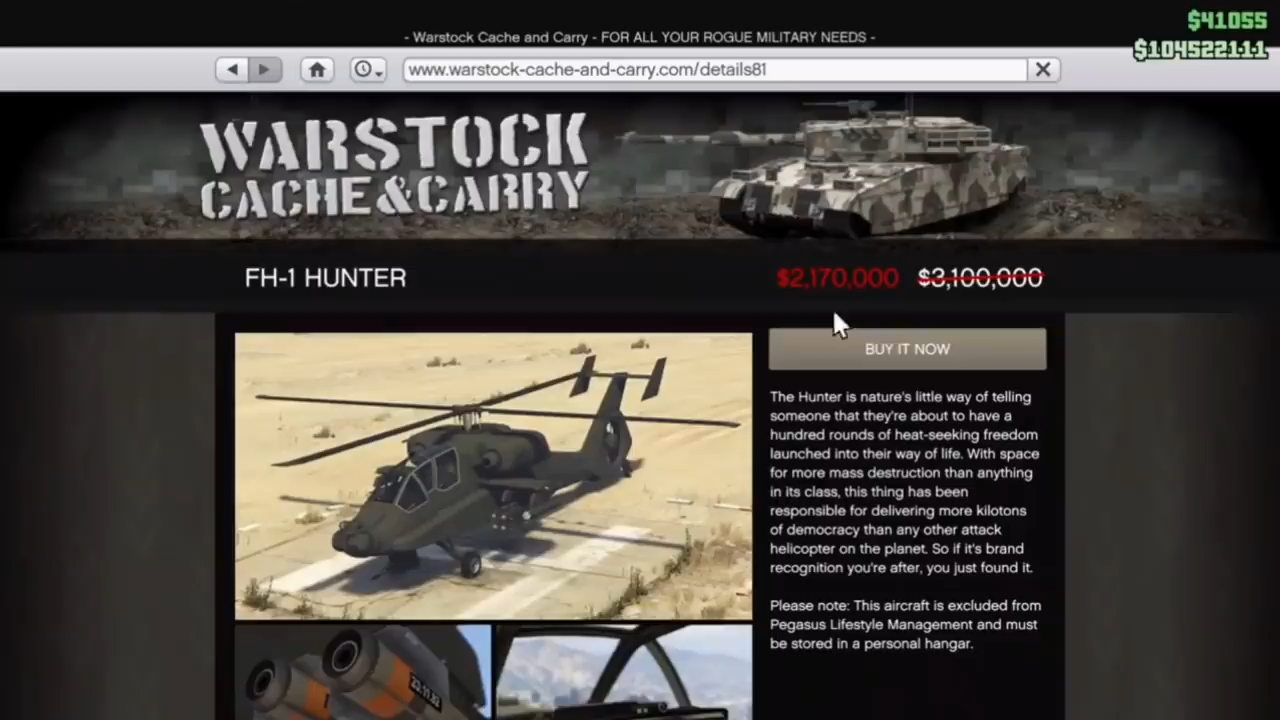 $41055
- Warstock Cache and Carry - FOR ALL YOUR ROGUE MILITARY NEEDS -
$104522111
www.warstock-cache-and-carry.com/details81
WARSTOCK
CACHE&CARRY
FH-1 HUNTER
$2,170,000 $3,100,000
BUY IT NOW
The Hunter is nature's little way of telling
someone that they're about to have a
hundred rounds of heat-seeking freedom
launched into their way of life. With space
for more mass destruction than anything
in its class, this thing has been
responsible for delivering more kilotons
of democracy than any other attack
helicopter on the planet. So if it's brand
recognition you're after, you just found it.
Please note: This aircraft is excluded from
Pegasus Lifestyle Management and must
be stored in a personal hangar.